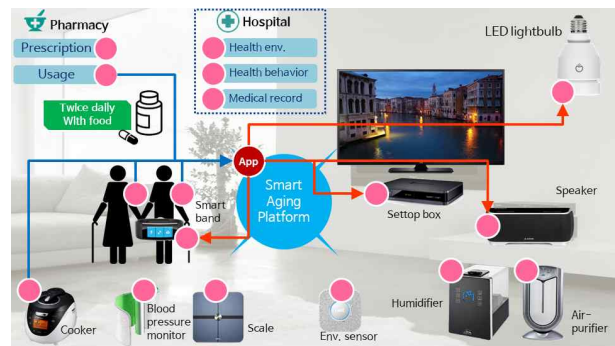 Pharmacy
Prescription
Usage
Twice daily
With food
Hospital
Health env.
Health behavior
Medical record
LED lightbulb
App
Smart
Aging
Platform
Smart
band
Settop box
Speaker
Cooker
Blood
pressure
monitor
Scale
Env. sensor
Humidifier
Air-
purifier